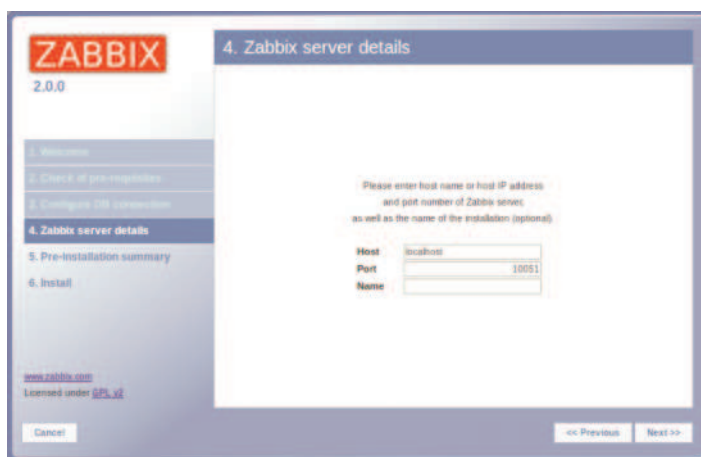 ZABBIX
2.0.0
1. Welcome
2. Check of pre-requisites
3. Configure DB connection
4. Zabbix server details
5. Pre-Installation summary
6. Install
www.zabbix.com
Licensed under GPL v2
Cancel
4. Zabbix server details
Please enter host name or host IP address
and port number of Zabbix server,
as well as the name of the installation (optional)
Host localhost
Port 10051
Name
<< Previous Next >>